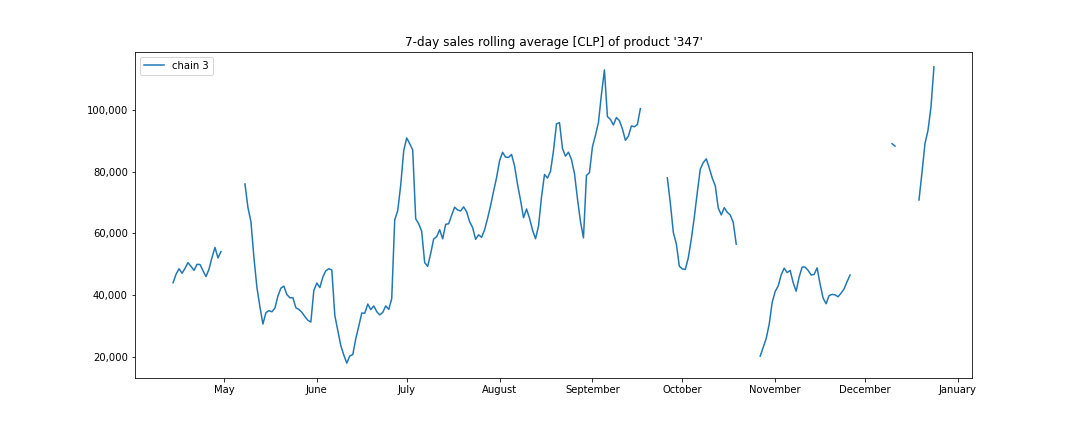 7-day sales rolling average [CLP] of product '347'
chain 3
100,000
80,000
60,000
40,000
20,000
May June July August September October November December January